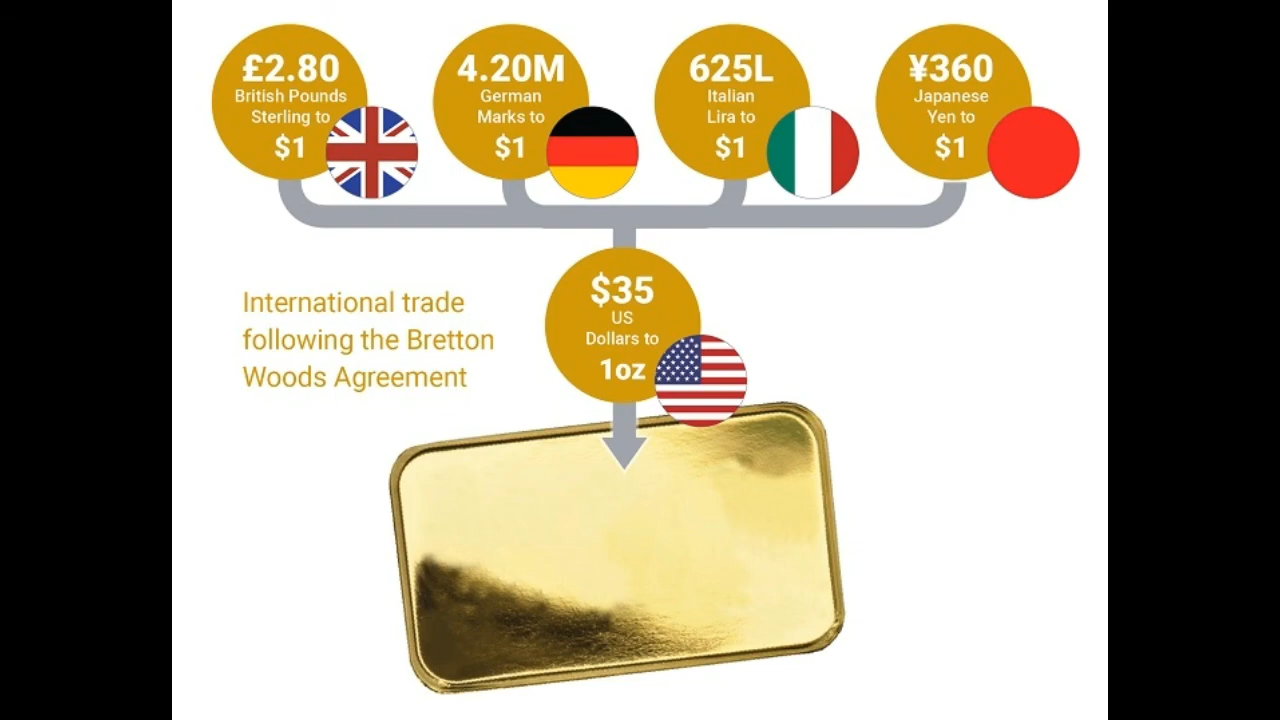 £2.80
British Pounds
Sterling to
$1
4.20M
German
Marks to
$1
625L
Italian
Lira to
$1
¥360
Japanese
Yen to
$1
$35
US
Dollars to
1oz
International trade
following the Bretton
Woods Agreement